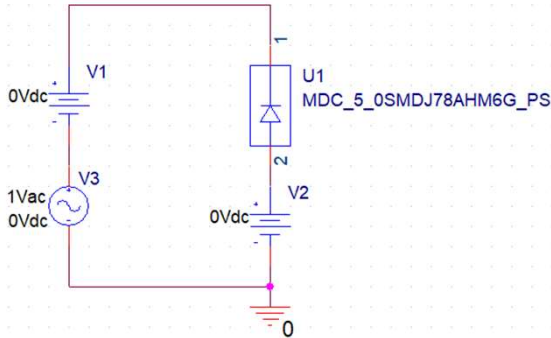 1
V1
U1
0Vdc
MDC_5_0SMDJ78AHM6G_PS
2
V3
V2
1Vac
0Vdc
0Vdc
0